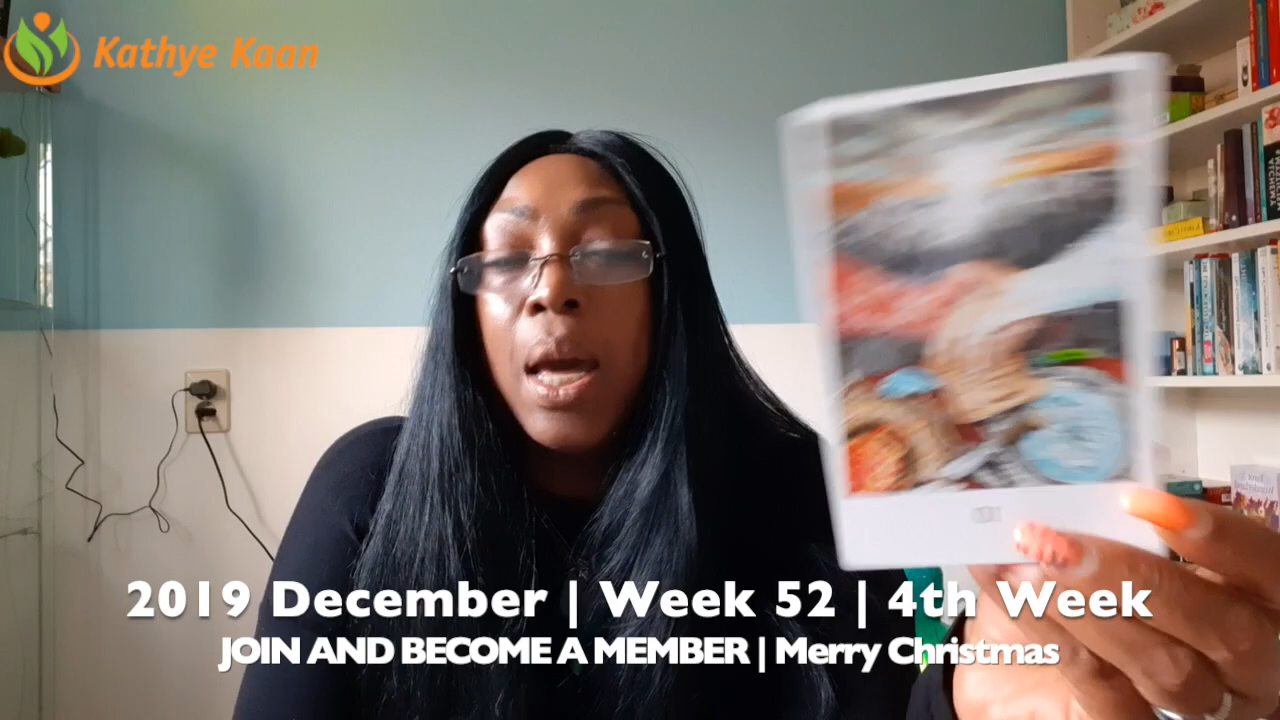 Kathye Kaan
2019 December | Week 52 | 4th Week
JOIN AND BECOME A MEMBER | Merry Christmas